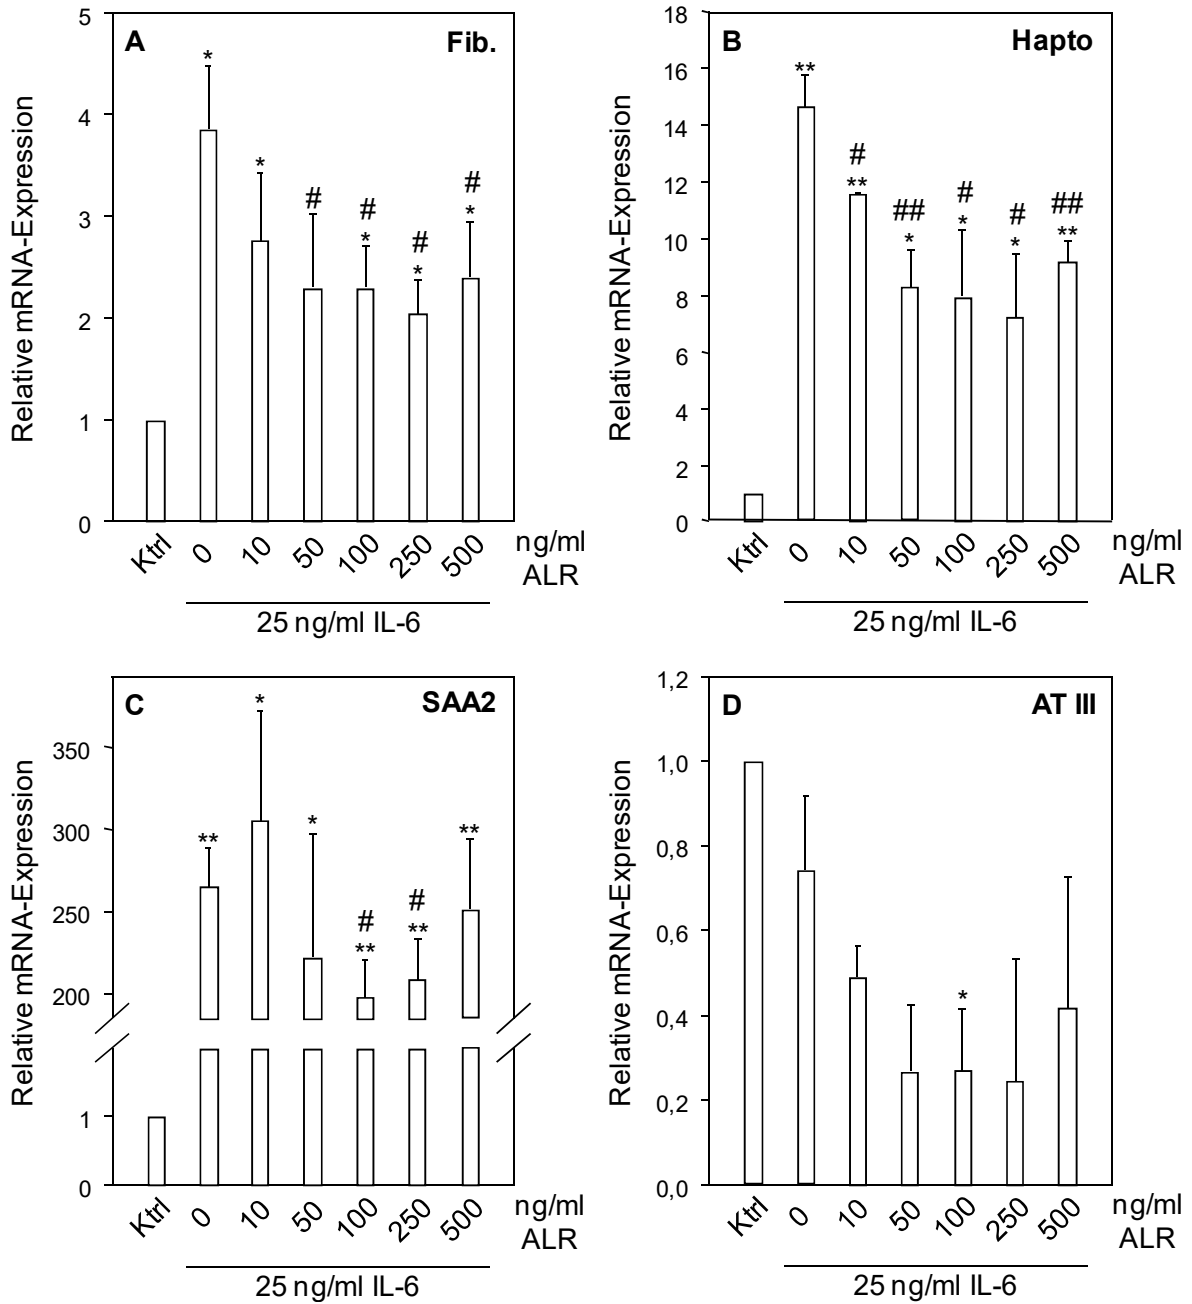 A Fib.
Relative mRNA-Expression
5
4
3
2
1
0
*
*
#
#
*
#
*
#
*
Ktrl 0 10 50 100 250 500 ng/ml
ALR
25 ng/ml IL-6
B Hapto
Relative mRNA-Expression
18
16
14
12
10
8
6
4
2
0
**
#
**
##
*
#
*
#
*
##
**
Ktrl 0 10 50 100 250 500 ng/ml
ALR
25 ng/ml IL-6
C SAA2
Relative mRNA-Expression
350
300
250
200
1
0
**
*
*
#
**
#
**
**
Ktrl 0 10 50 100 250 500 ng/ml
ALR
25 ng/ml IL-6
D AT III
Relative mRNA-Expression
1,2
1,0
0,8
0,6
0,4
0,2
0,0
*
Ktrl 0 10 50 100 250 500 ng/ml
ALR
25 ng/ml IL-6